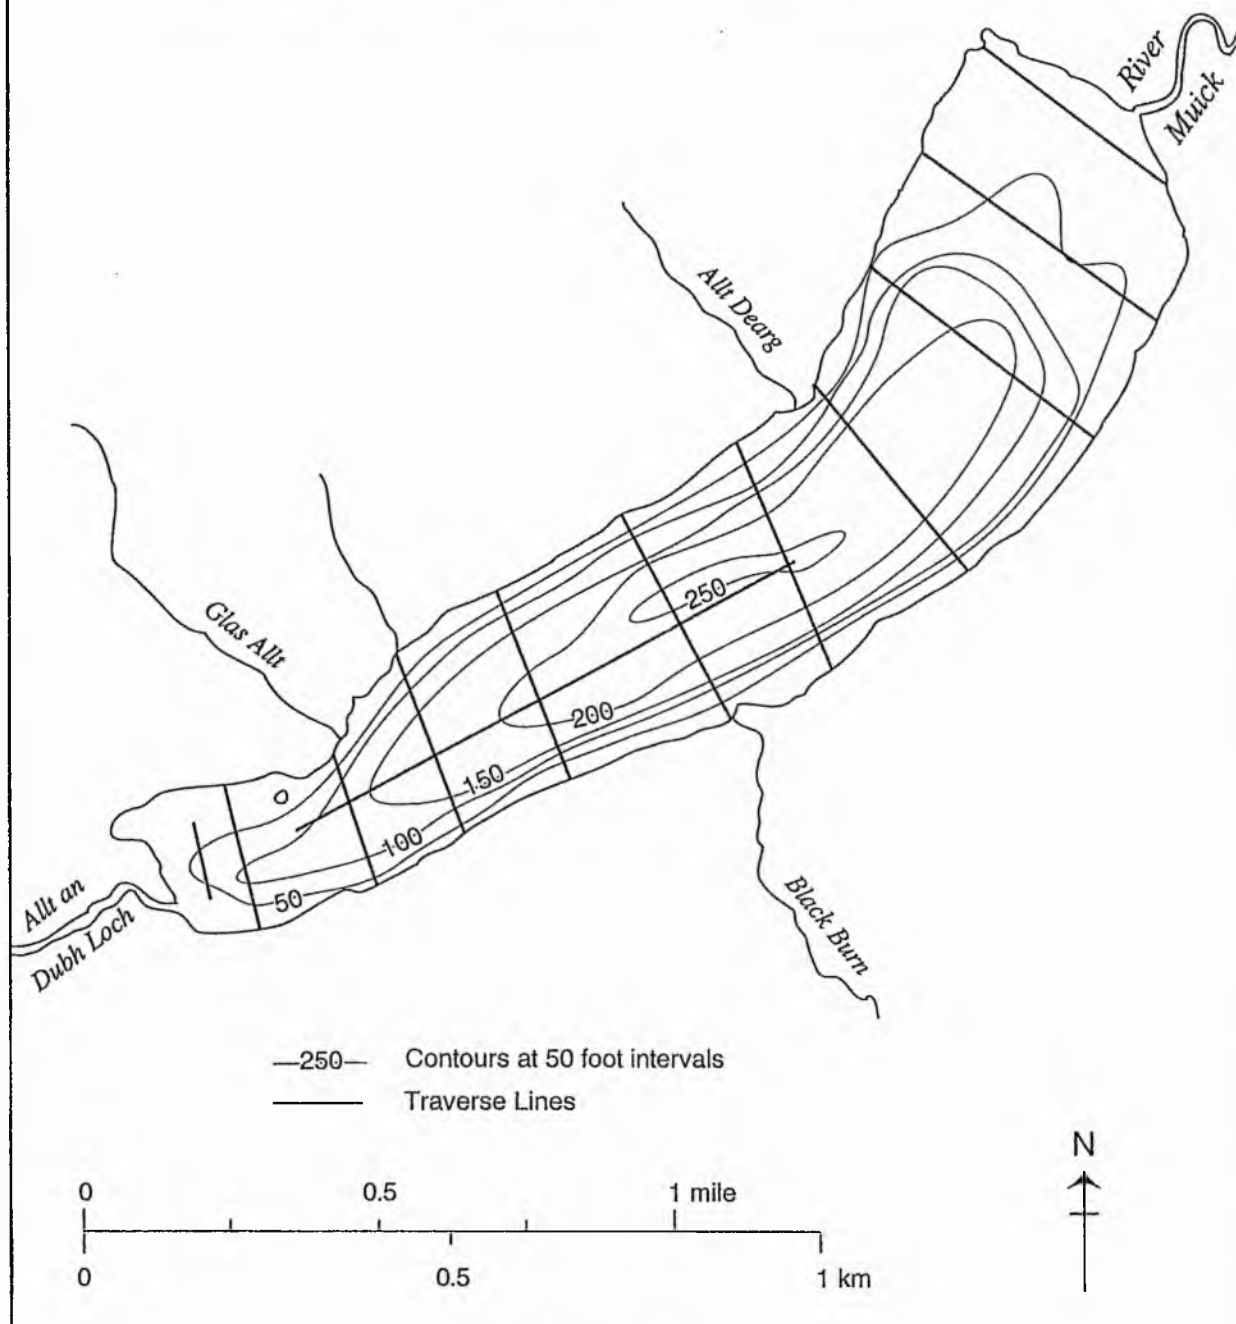 River
Muick
Allt Dearg
Glas Allt
250
200
150
100
50
Allt an
Dubh Loch
Black Burn
—250— Contours at 50 foot intervals
Traverse Lines
N
0 0.5 1 mile
0 0.5 1 km